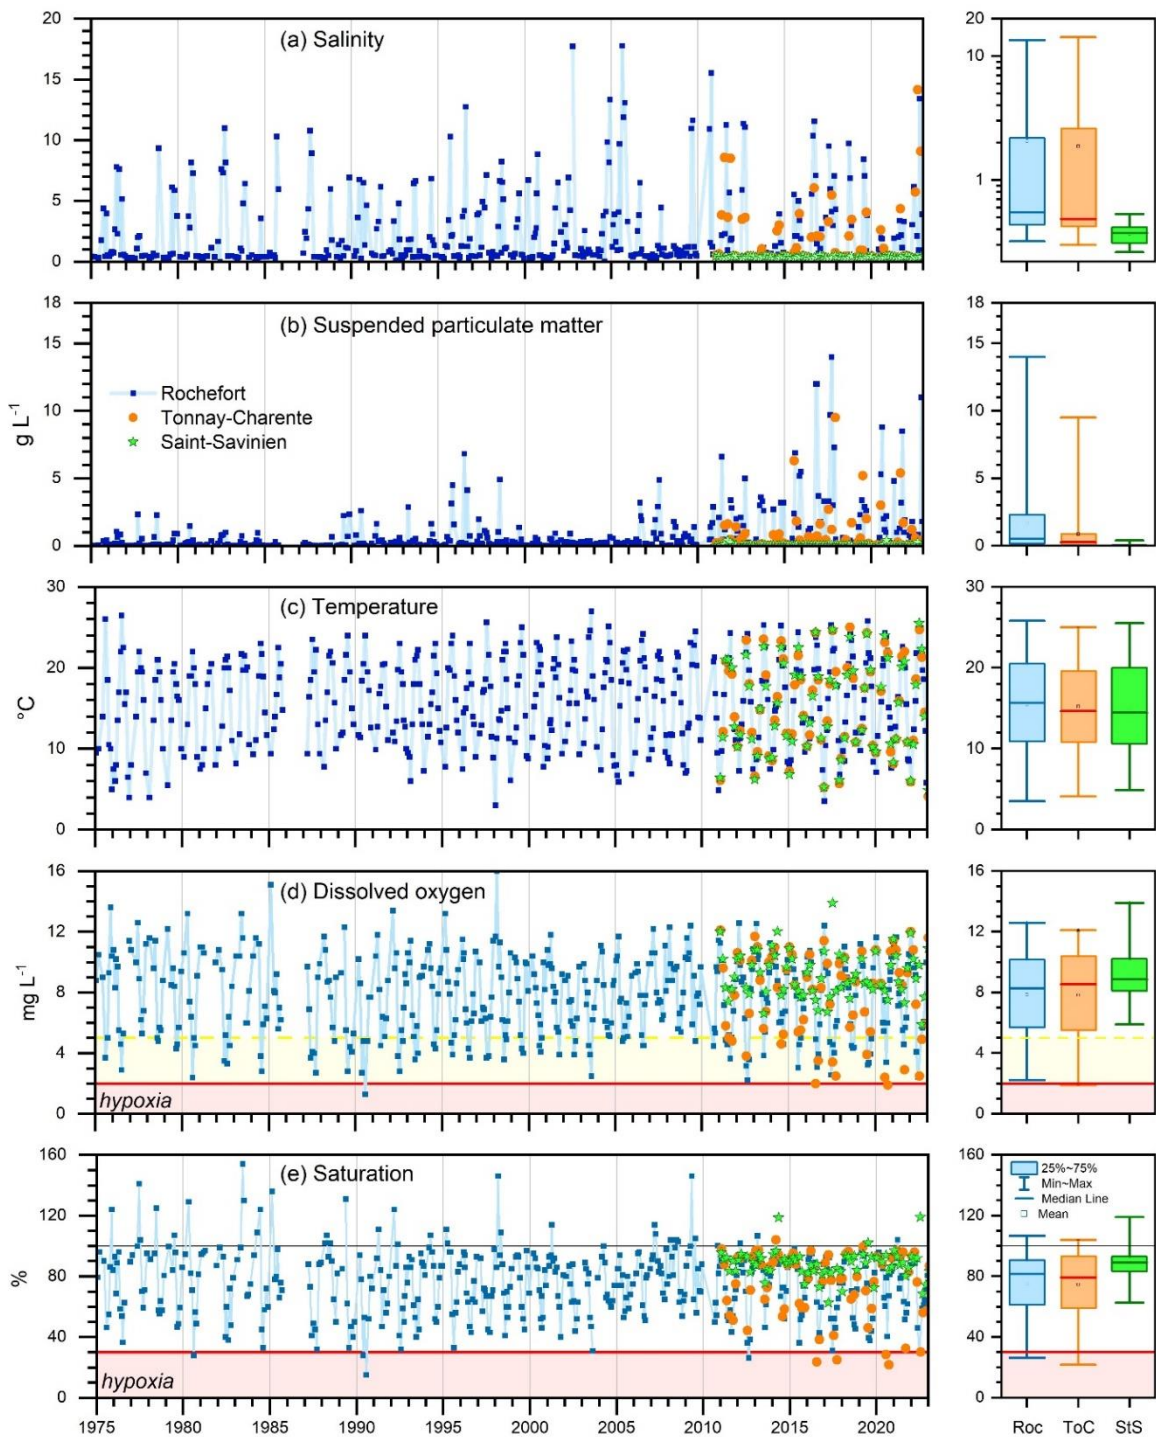 20
15
10
5
0
(a) Salinity
20
10
1
g L-1
18
15
10
5
0
(b) Suspended particulate matter
Rochefort
Tonnay-Charente
Saint-Savinien
18
15
10
5
0
°C
30
20
10
0
(c) Temperature
30
20
10
0
mg L-1
16
12
8
4
0
(d) Dissolved oxygen
hypoxia
16
12
8
4
0
%
160
120
80
40
0
(e) Saturation
hypoxia
160
120
80
40
0
25%~75%
Min~Max
Median Line
Mean
1975 1980 1985 1990 1995 2000 2005 2010 2015 2020
Roc ToC StS